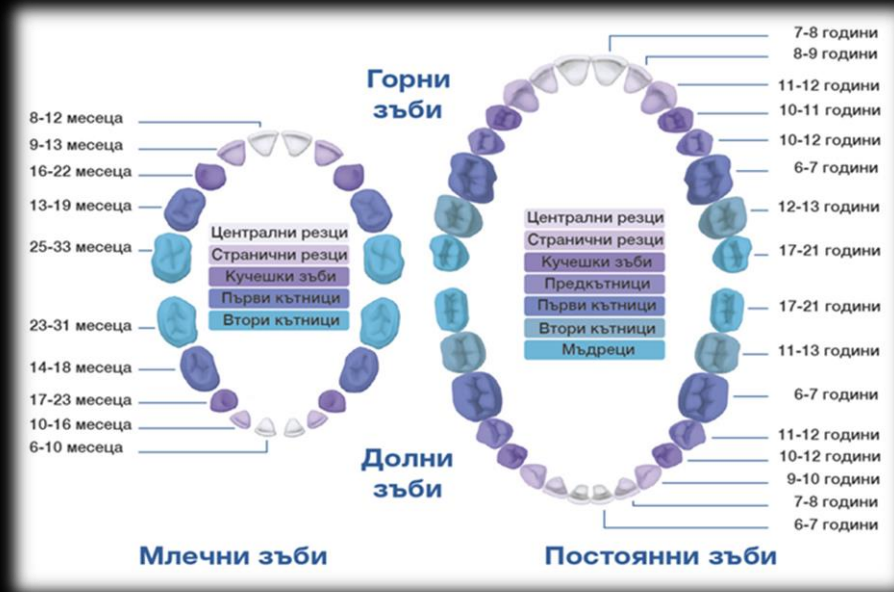 Горни
зъби
8-12 месеца
9-13 месеца
16-22 месеца
13-19 месеца
25-33 месеца
23-31 месеца
14-18 месеца
17-23 месеца
10-16 месеца
6-10 месеца
Централни резци
Странични резци
Кучешки зъби
Първи кътници
Втори кътници
Млечни зъби
7-8 години
8-9 години
11-12 години
10-11 години
10-12 години
6-7 години
12-13 години
17-21 години
17-21 години
11-13 години
6-7 години
11-12 години
10-12 години
9-10 години
7-8 години
6-7 години
Централни резци
Странични резци
Кучешки зъби
Предкътници
Първи кътници
Втори кътници
Мъдреци
Долни
зъби
Постоянни зъби